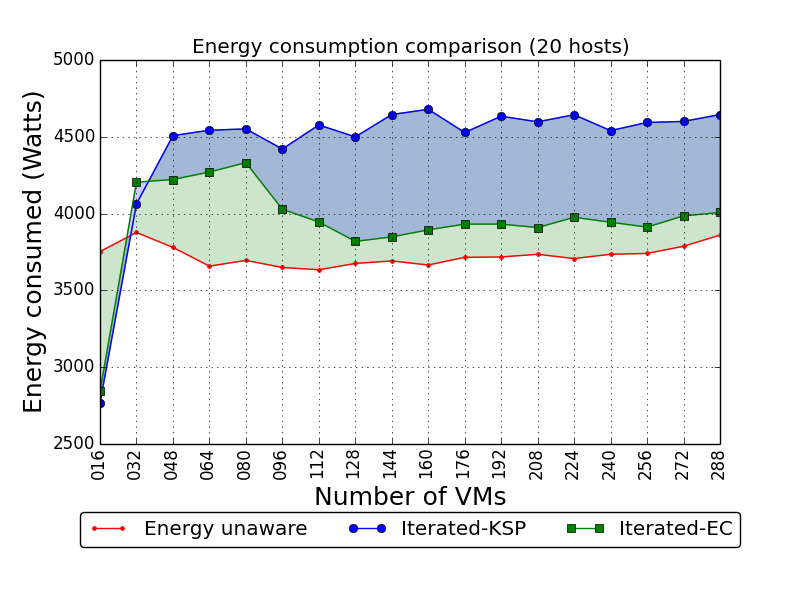 Energy consumption comparison (20 hosts)
Energy consumed (Watts)
5000
4500
4000
3500
3000
2500
016 032 048 064 080 096 112 128 144 160 176 192 208 224 240 256 272 288
Number of VMs
Energy unaware Iterated-KSP Iterated-EC